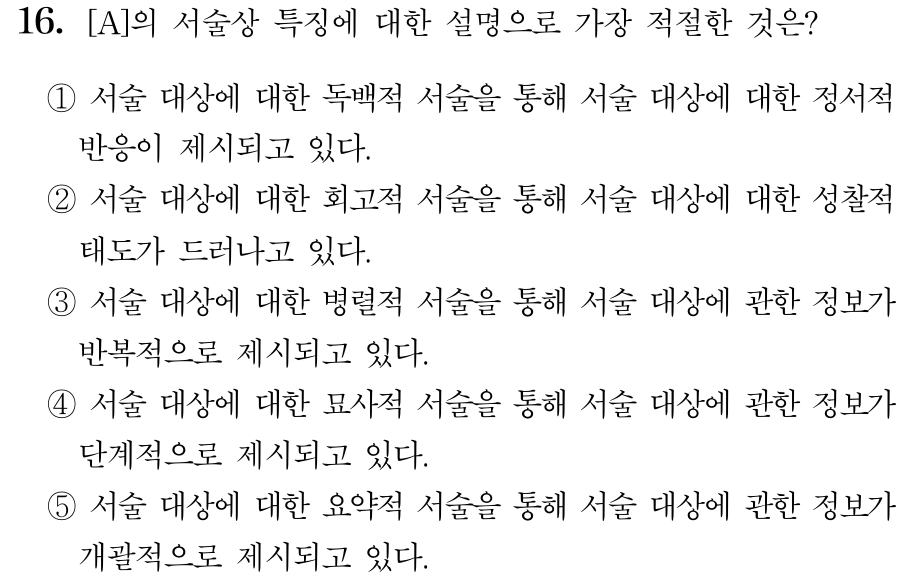 16. [A]의 서술상 특징에 대한 설명으로 가장 적절한 것은?
① 서술 대상에 대한 독백적 서술을 통해 서술 대상에 대한 정서적
반응이 제시되고 있다.
② 서술 대상에 대한 회고적 서술을 통해 서술 대상에 대한 성찰적
태도가 드러나고 있다.
③ 서술 대상에 대한 병렬적 서술을 통해 서술 대상에 관한 정보가
반복적으로 제시되고 있다.
④ 서술 대상에 대한 묘사적 서술을 통해 서술 대상에 관한 정보가
단계적으로 제시되고 있다.
⑤ 서술 대상에 대한 요약적 서술을 통해 서술 대상에 관한 정보가
개괄적으로 제시되고 있다.